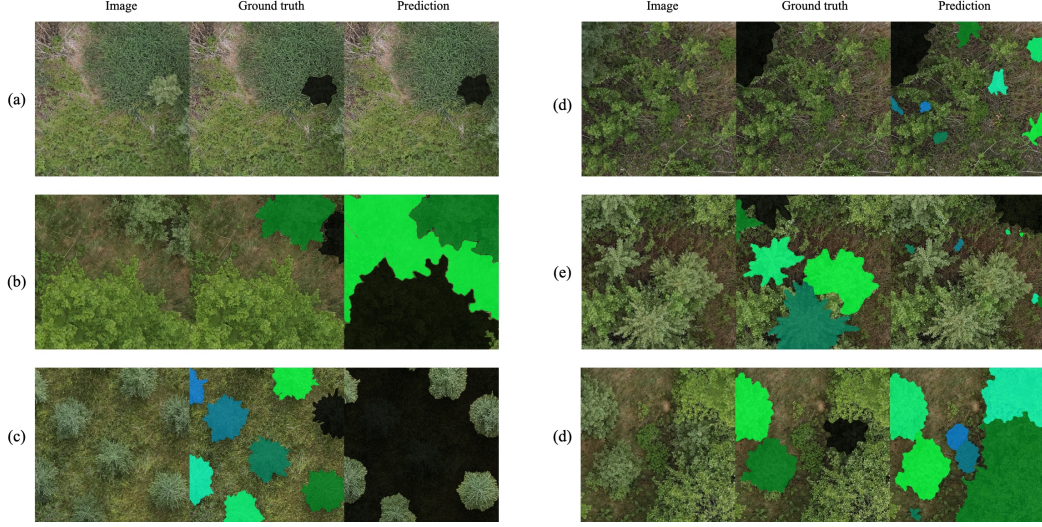 Image Ground truth Prediction
(a)
(b)
(c)
Image Ground truth Prediction
(d)
(e)
(d)